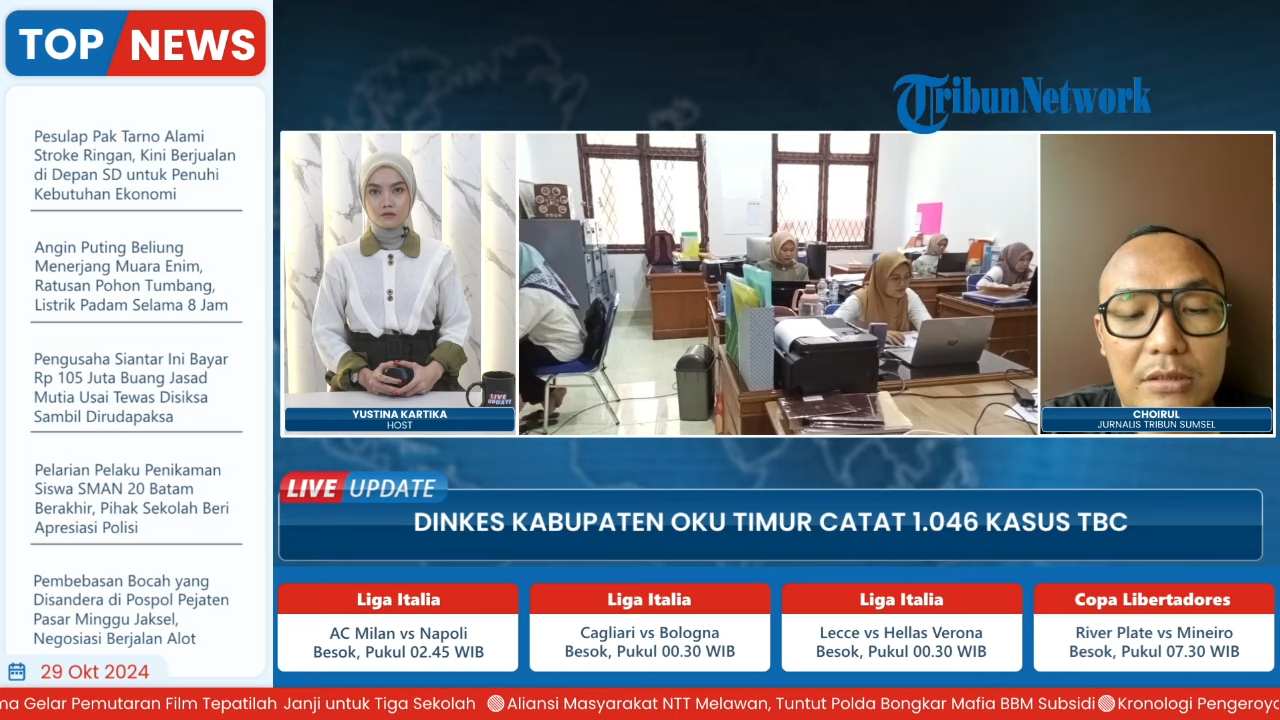 TOP NEWS
Pesulap Pak Tarno Alami
Stroke Ringan, Kini Berjualan
di Depan SD untuk Penuhi
Kebutuhan Ekonomi
Angin Puting Beliung
Menerjang Muara Enim,
Ratusan Pohon Tumbang,
Listrik Padam Selama 8 Jam
Pengusaha Siantar Ini Bayar
Rp 105 Juta Buang Jasad
Mutia Usai Tewas Disiksa
Sambil Dirudapaksa
Pelarian Pelaku Penikaman
Siswa SMAN 20 Batam
Berakhir, Pihak Sekolah Beri
Apresiasi Polisi
Pembebasan Bocah yang
Disandera di Pospol Pejaten
Pasar Minggu Jaksel,
Negosiasi Berjalan Alot
29 Okt 2024
TribunNetwork
LIVE
UPDATE
YUSTINA KARTIKA
HOST
CHOIRUL
JURNALIS TRIBUN SUMSEL
LIVE UPDATE
DINKES KABUPATEN OKU TIMUR CATAT 1.046 KASUS TBC
Liga Italia
AC Milan vs Napoli
Besok, Pukul 02.45 WIB
Liga Italia
Cagliari vs Bologna
Besok, Pukul 00.30 WIB
Liga Italia
Lecce vs Hellas Verona
Besok, Pukul 00.30 WIB
Copa Libertadores
River Plate vs Mineiro
Besok, Pukul 07.30 WIB
ma Gelar Pemutaran Film Tepatilah Janji untuk Tiga Sekolah Aliansi Masyarakat NTT Melawan, Tuntut Polda Bongkar Mafia BBM Subsidi Kronologi Pengeroyo